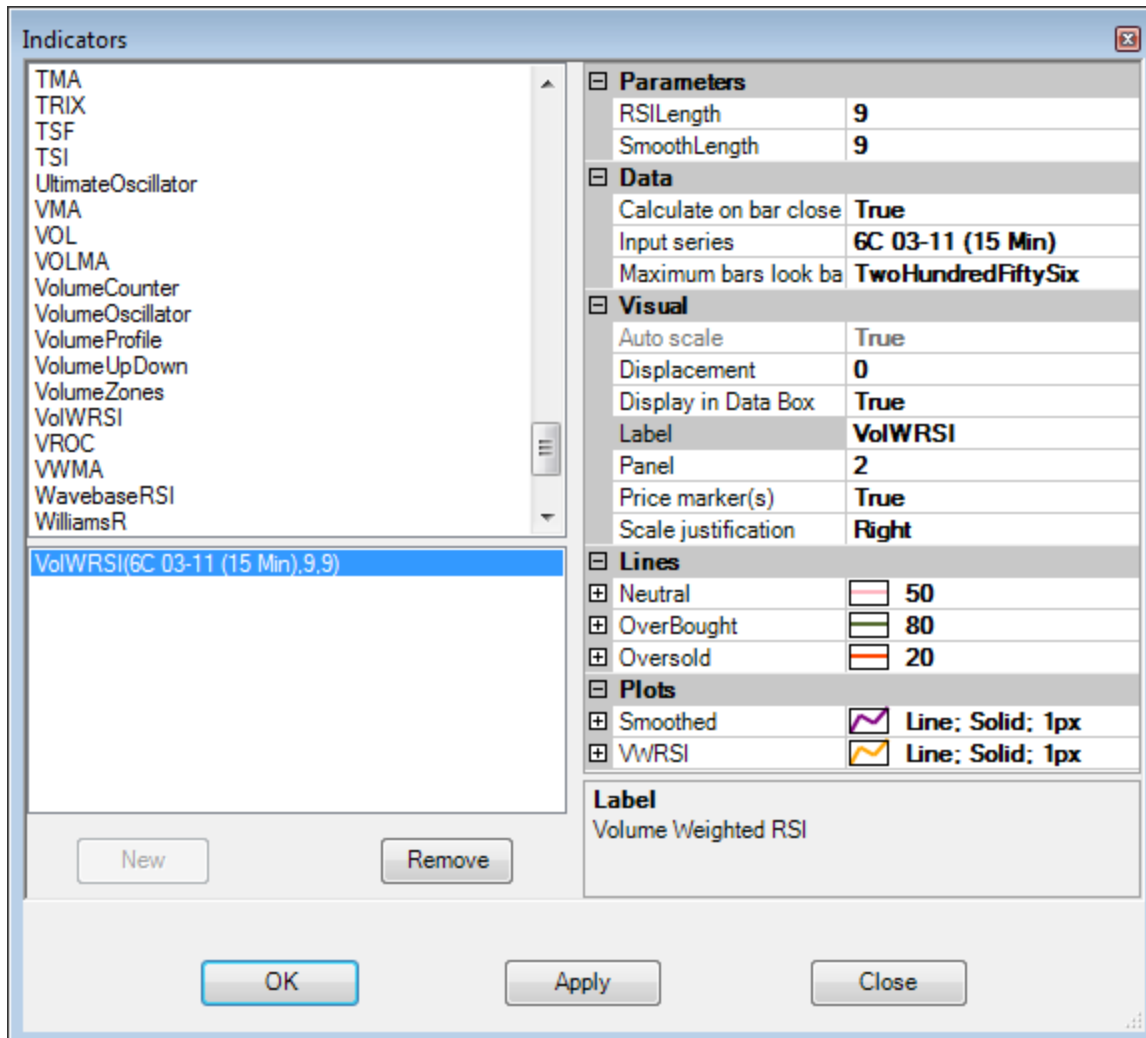 Indicators
TMA
TRIX
TSF
TSI
UltimateOscillator
VMA
VOL
VOLMA
VolumeCounter
VolumeOscillator
VolumeProfile
VolumeUpDown
VolumeZones
VolWRSI
VROC
VWMA
WavebaseRSI
WilliamsR
VolWRSI(6C 03-11 (15 Min),9,9)
New
Remove
Parameters
RSILength 9
SmoothLength 9
Data
Calculate on bar close True
Input series 6C 03-11 (15 Min)
Maximum bars look ba TwoHundredFiftySix
Visual
Auto scale True
Displacement 0
Display in Data Box True
Label VolWRSI
Panel 2
Price marker(s) True
Scale justification Right
Lines
Neutral 50
OverBought 80
Oversold 20
Plots
Smoothed Line; Solid; 1px
VWRSI Line; Solid; 1px
Label
Volume Weighted RSI
OK
Apply
Close